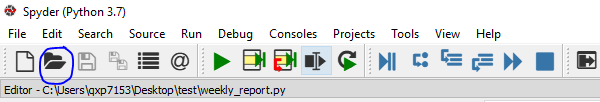 Spyder (Python 3.7)
File Edit Search Source Run Debug Consoles Projects Tools View Help
@
Editor - C:\Users\qxp7153\Desktop\test\weekly_report.py